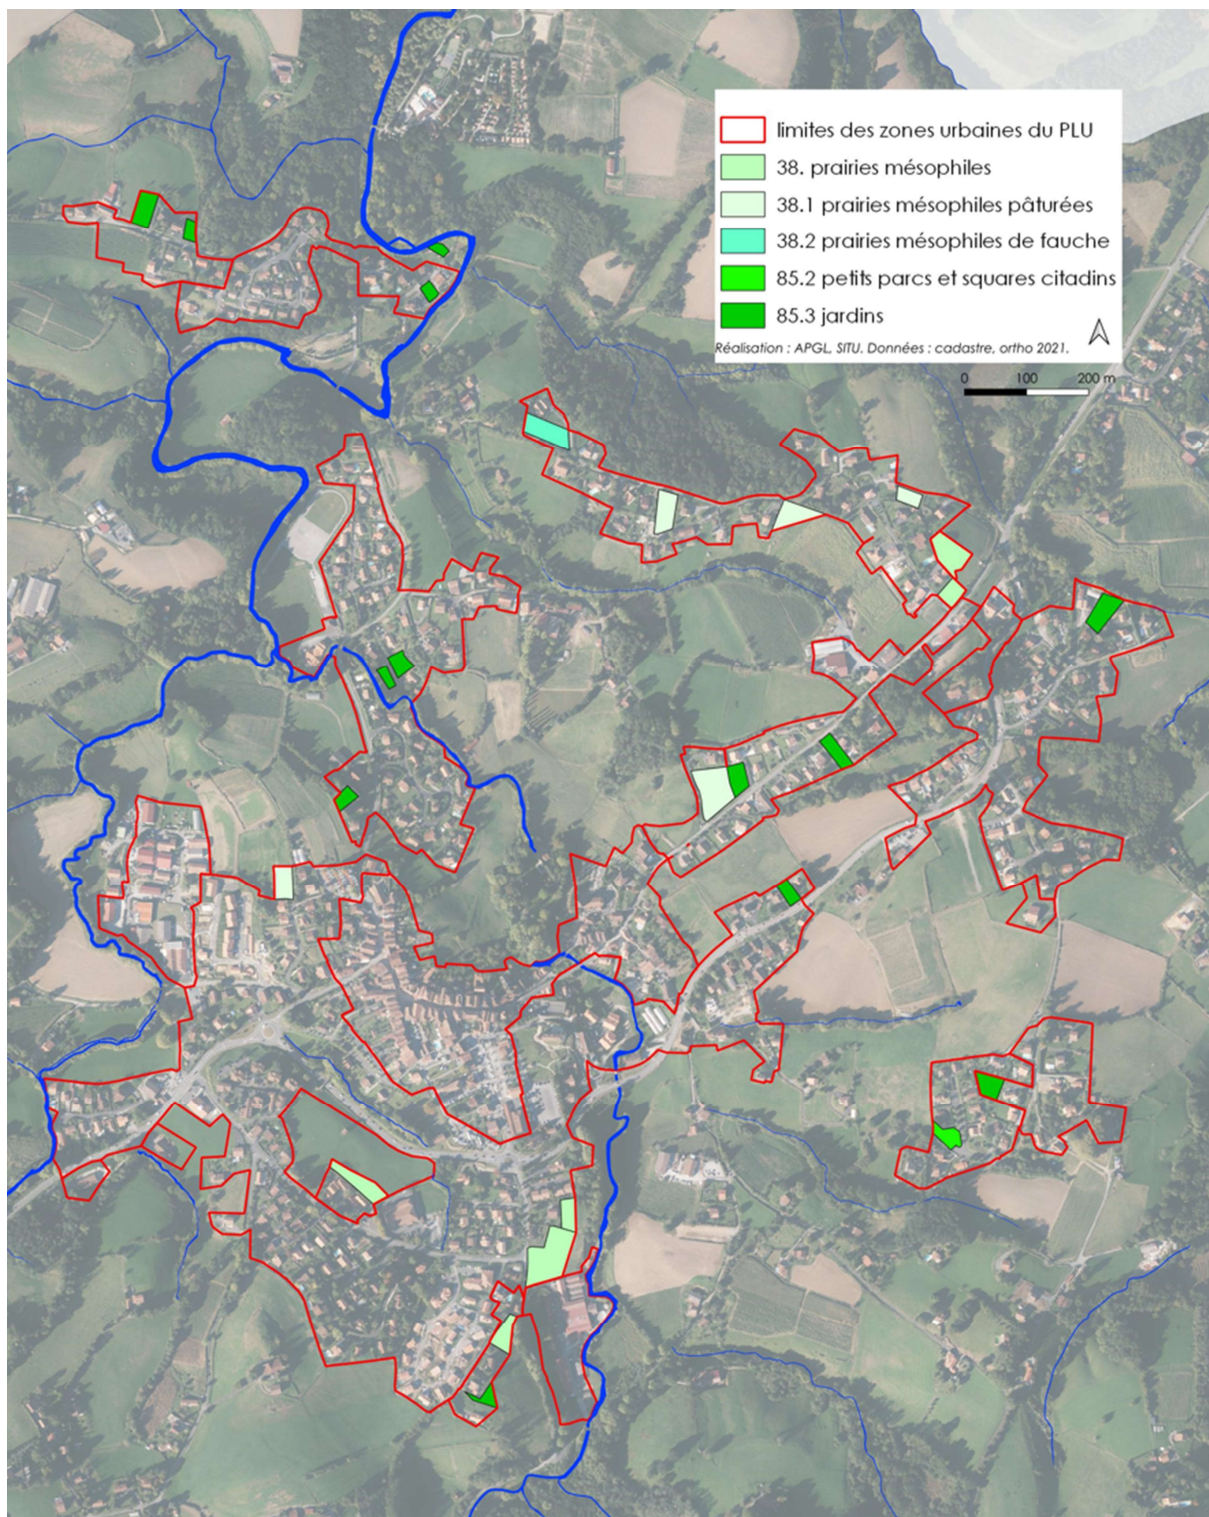 limites des zones urbaines du PLU
38. prairies mésophiles
38.1 prairies mésophiles pâturées
38.2 prairies mésophiles de fauche
85.2 petits parcs et squares citadins
85.3 jardins
Réalisation : APGL, SITU. Données : cadastre, ortho 2021.
0 100 200 m